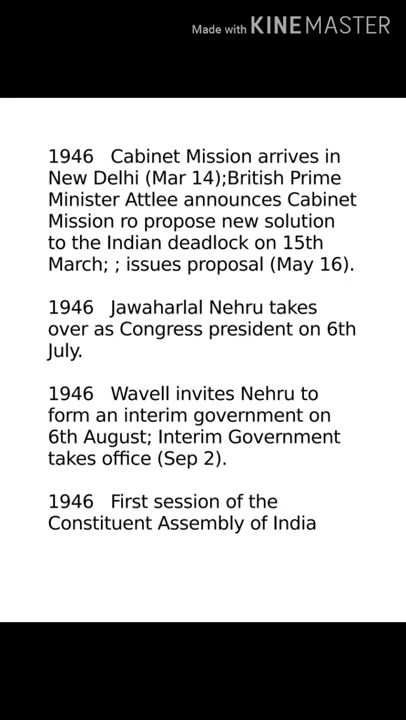 Made with KINEMASTER
1946 Cabinet Mission arrives in
New Delhi (Mar 14);British Prime
Minister Attlee announces Cabinet
Mission ro propose new solution
to the Indian deadlock on 15th
March; ; issues proposal (May 16).
1946 Jawaharlal Nehru takes
over as Congress president on 6th
July.
1946 Wavell invites Nehru to
form an interim government on
6th August; Interim Government
takes office (Sep 2).
1946 First session of the
Constituent Assembly of India